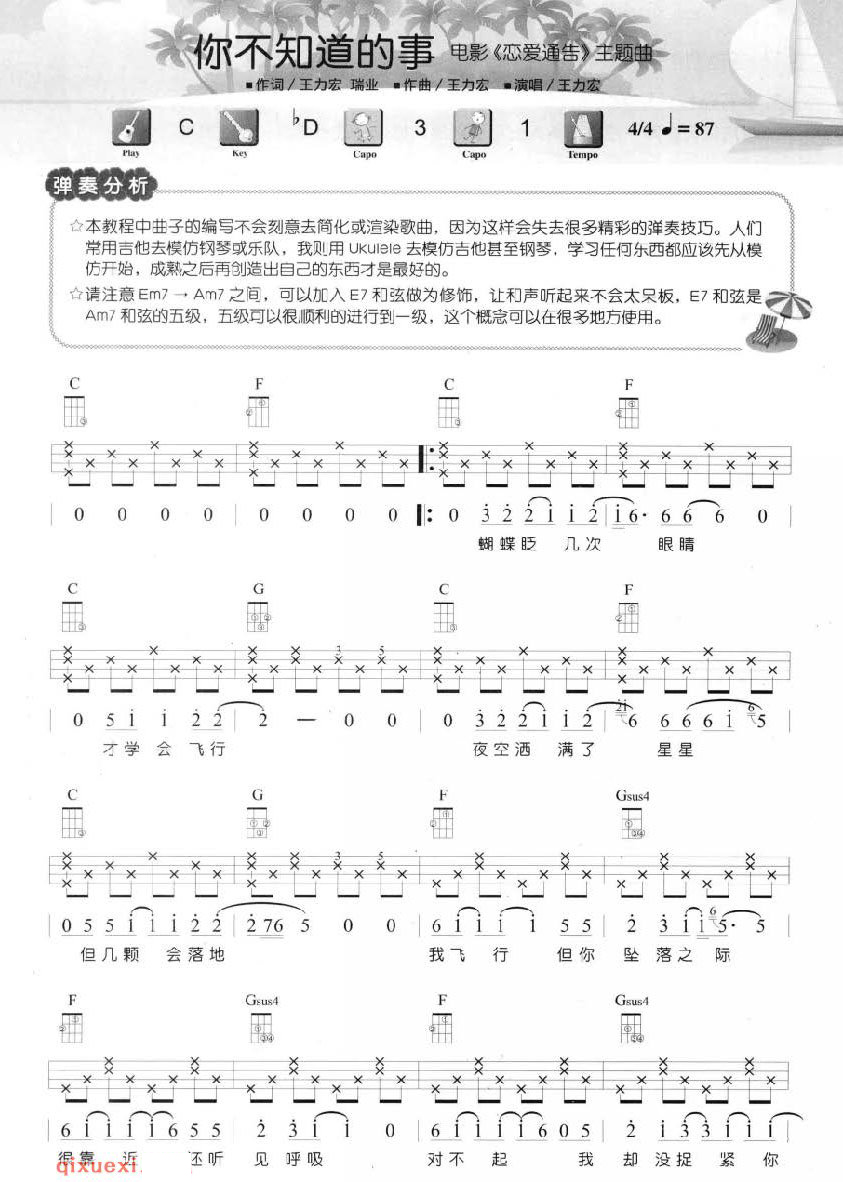 你不知道的事 电影《恋爱通告》主题曲
▪作词/王力宏 瑞业 ▪作曲/王力宏 ▪演唱/王力宏
C ♭D 3 1 4/4 ♩=87
Play Key Capo Capo Tempo
弹奏分析
☆本教程中曲子的编写不会刻意去简化或渲染歌曲，因为这样会失去很多精彩的弹奏技巧。人们
常用吉他去模仿钢琴或乐队，我则用 Ukulele 去模仿吉他甚至钢琴，学习任何东西都应该先从模
仿开始，成熟之后再创造出自己的东西才是最好的。
☆请注意 Em7 → Am7 之间，可以加入 E7 和弦做为修饰，让和声听起来不会太呆板，E7 和弦是
Am7 和弦的五级，五级可以很顺利的进行到一级，这个概念可以在很多地方使用。
C F C F
0 0 0 0 0 0 0 0 0 3 2 2 1 1 2 1 6· 6 6 6 0
蝴蝶眨 几次 眼睛
C G C F
3 5
0 5 1 1 2 2 2 — 0 0 0 3 2 2 1 1 2 21 6 6 6 6 1 6 5
才学会 飞行 夜空洒 满了 星星
C G F Gsus4
3 5
0 5 5 1 1 1 2 2 2 7 6 5 0 0 6 1 1 1 1 5 5 2 3 1 1 6 5· 5
但几颗 会落地 我飞行 但你 坠落之际
F Gsus4 F Gsus4
6 1 1 1 1 6 5 5 2 3 1 1 0 6 1 1 1 1 6 0 5 2 1 3 3 1 1 1
很靠近 还听 见呼吸 对不起 我 却没捉紧你
qixuexi